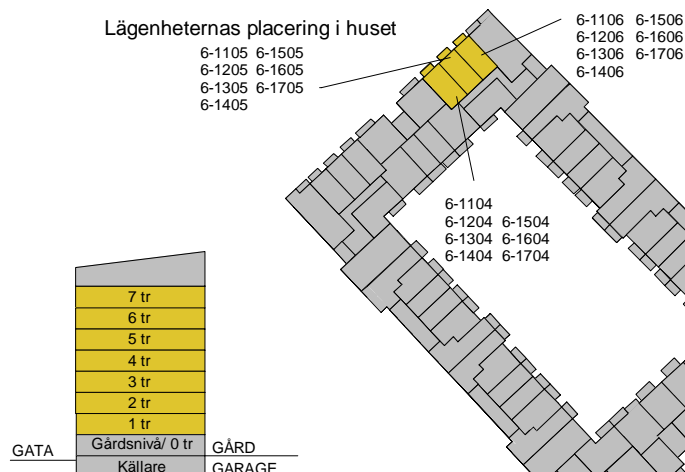 Lägenheternas placering i huset
6-1105 6-1505
6-1205 6-1605
6-1305 6-1705
6-1405
6-1106 6-1506
6-1206 6-1606
6-1306 6-1706
6-1406
6-1104
6-1204 6-1504
6-1304 6-1604
6-1404 6-1704
7 tr
6 tr
5 tr
4 tr
3 tr
2 tr
1 tr
GATA Gårdsnivå/ 0 tr GÅRD
Källare GARAGE